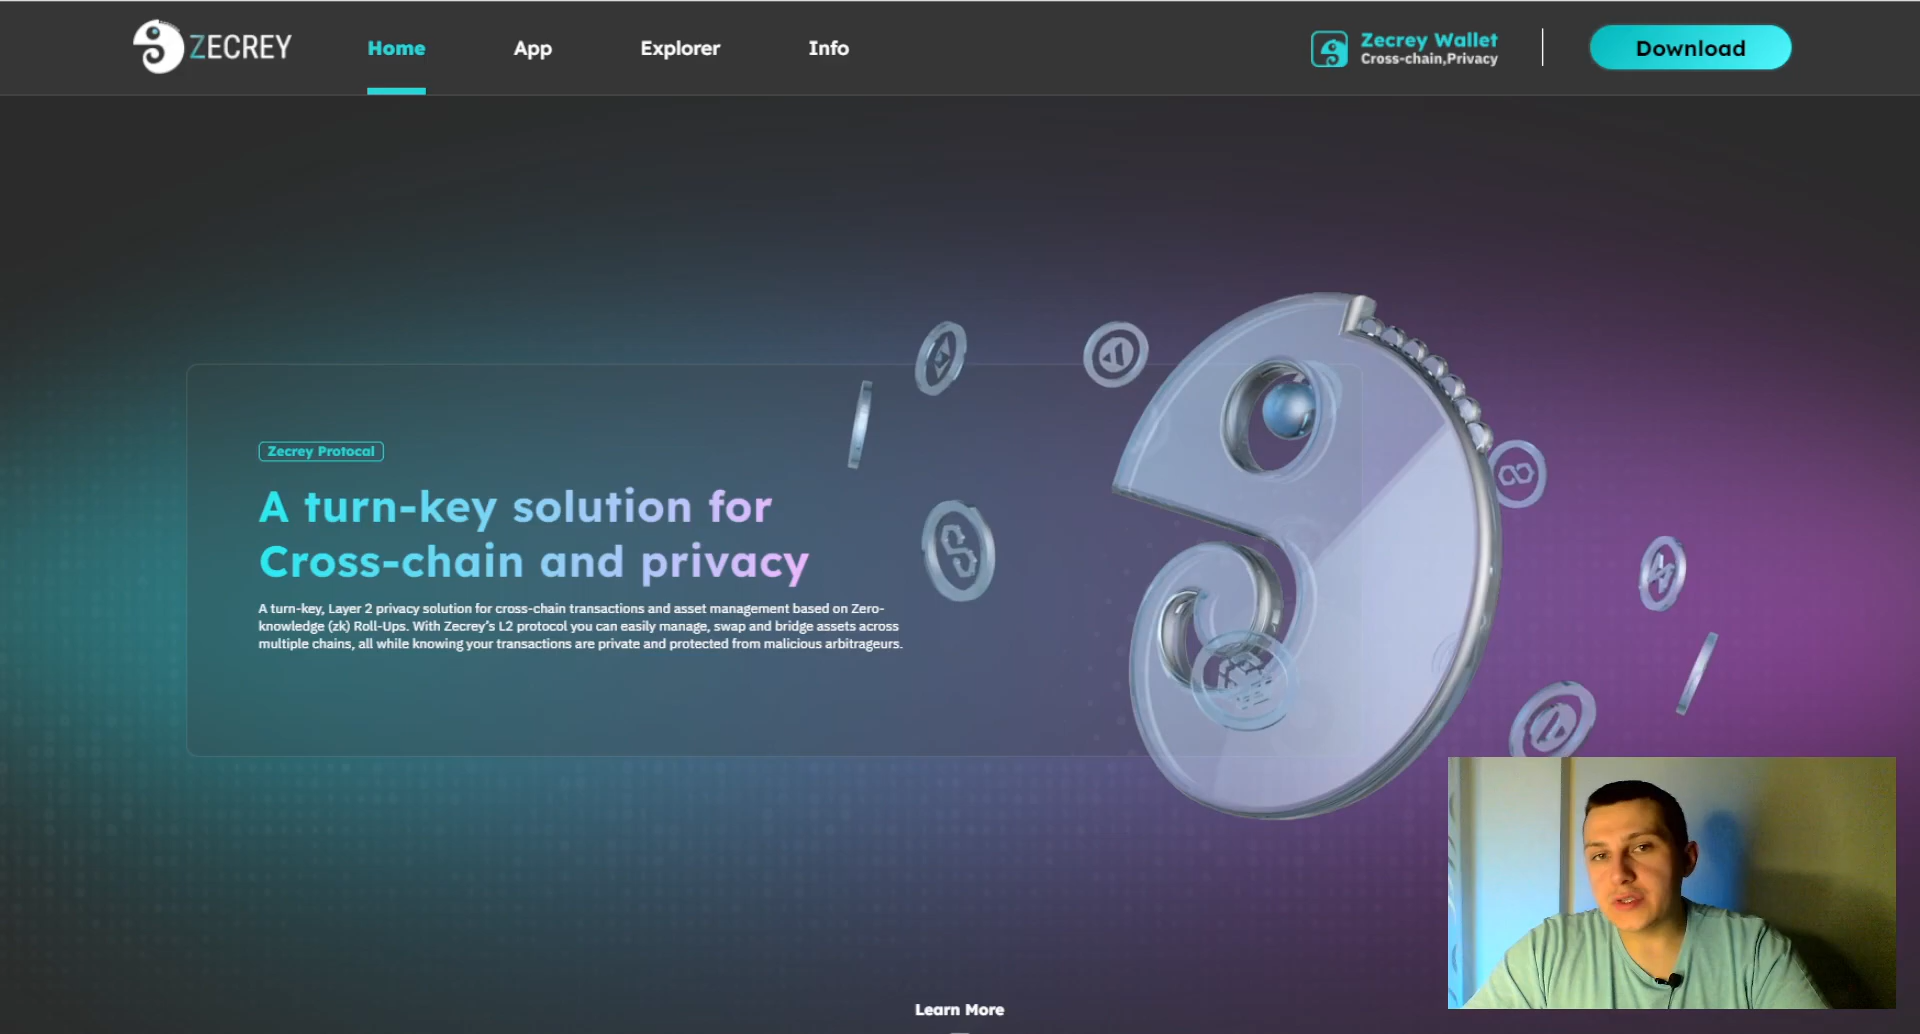 ZECREY
Home
App
Explorer
Info
Zecrey Wallet
Cross-chain,Privacy
Download
Zecrey Protocal
A turn-key solution for
Cross-chain and privacy
A turn-key, Layer 2 privacy solution for cross-chain transactions and asset management based on Zero-
knowledge (zk) Roll-Ups. With Zecrey’s L2 protocol you can easily manage, swap and bridge assets across
multiple chains, all while knowing your transactions are private and protected from malicious arbitrageurs.
Learn More